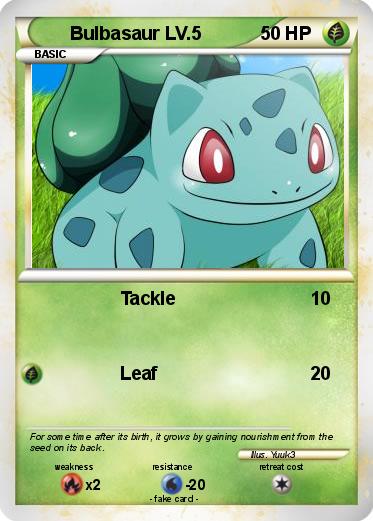 Bulbasaur LV.5 50 HP
BASIC
Tackle 10
Leaf 20
For some time after its birth, it grows by gaining nourishment from the
seed on its back.
Illus. Yuuk3
weakness resistance retreat cost
x2 -20
- fake card -